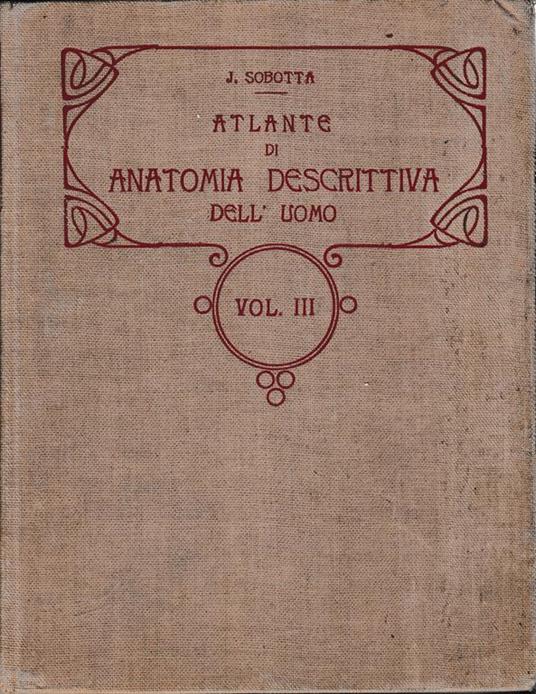 J. SOBOTTA
ATLANTE
DI
ANATOMIA DESCRITTIVA
DELL' UOMO
VOL. III